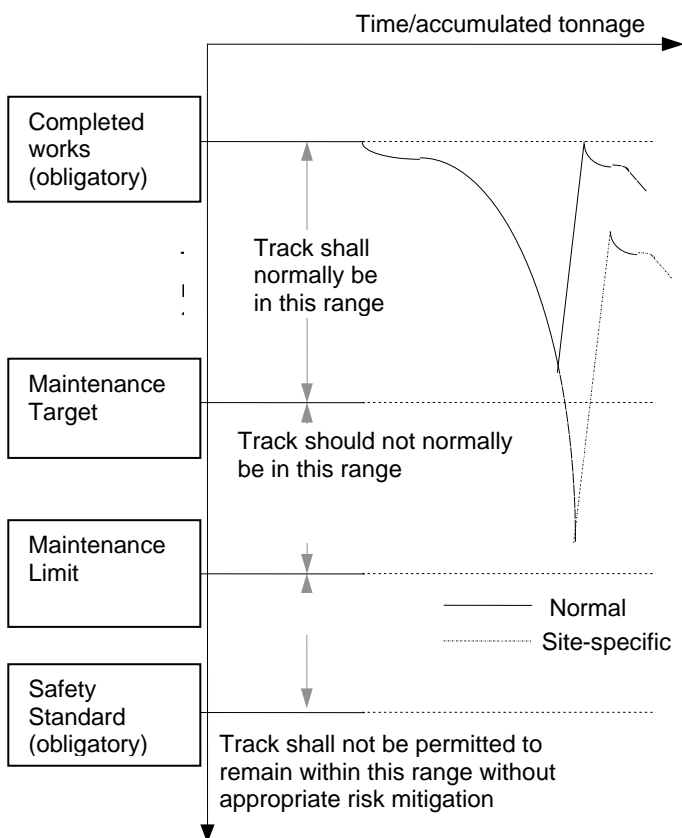 Time/accumulated tonnage
Completed
works
(obligatory)
Track shall
normally be
in this range
Maintenance
Target
Track should not normally
be in this range
Maintenance
Limit
Normal
Site-specific
Safety
Standard
(obligatory)
Track shall not be permitted to
remain within this range without
appropriate risk mitigation